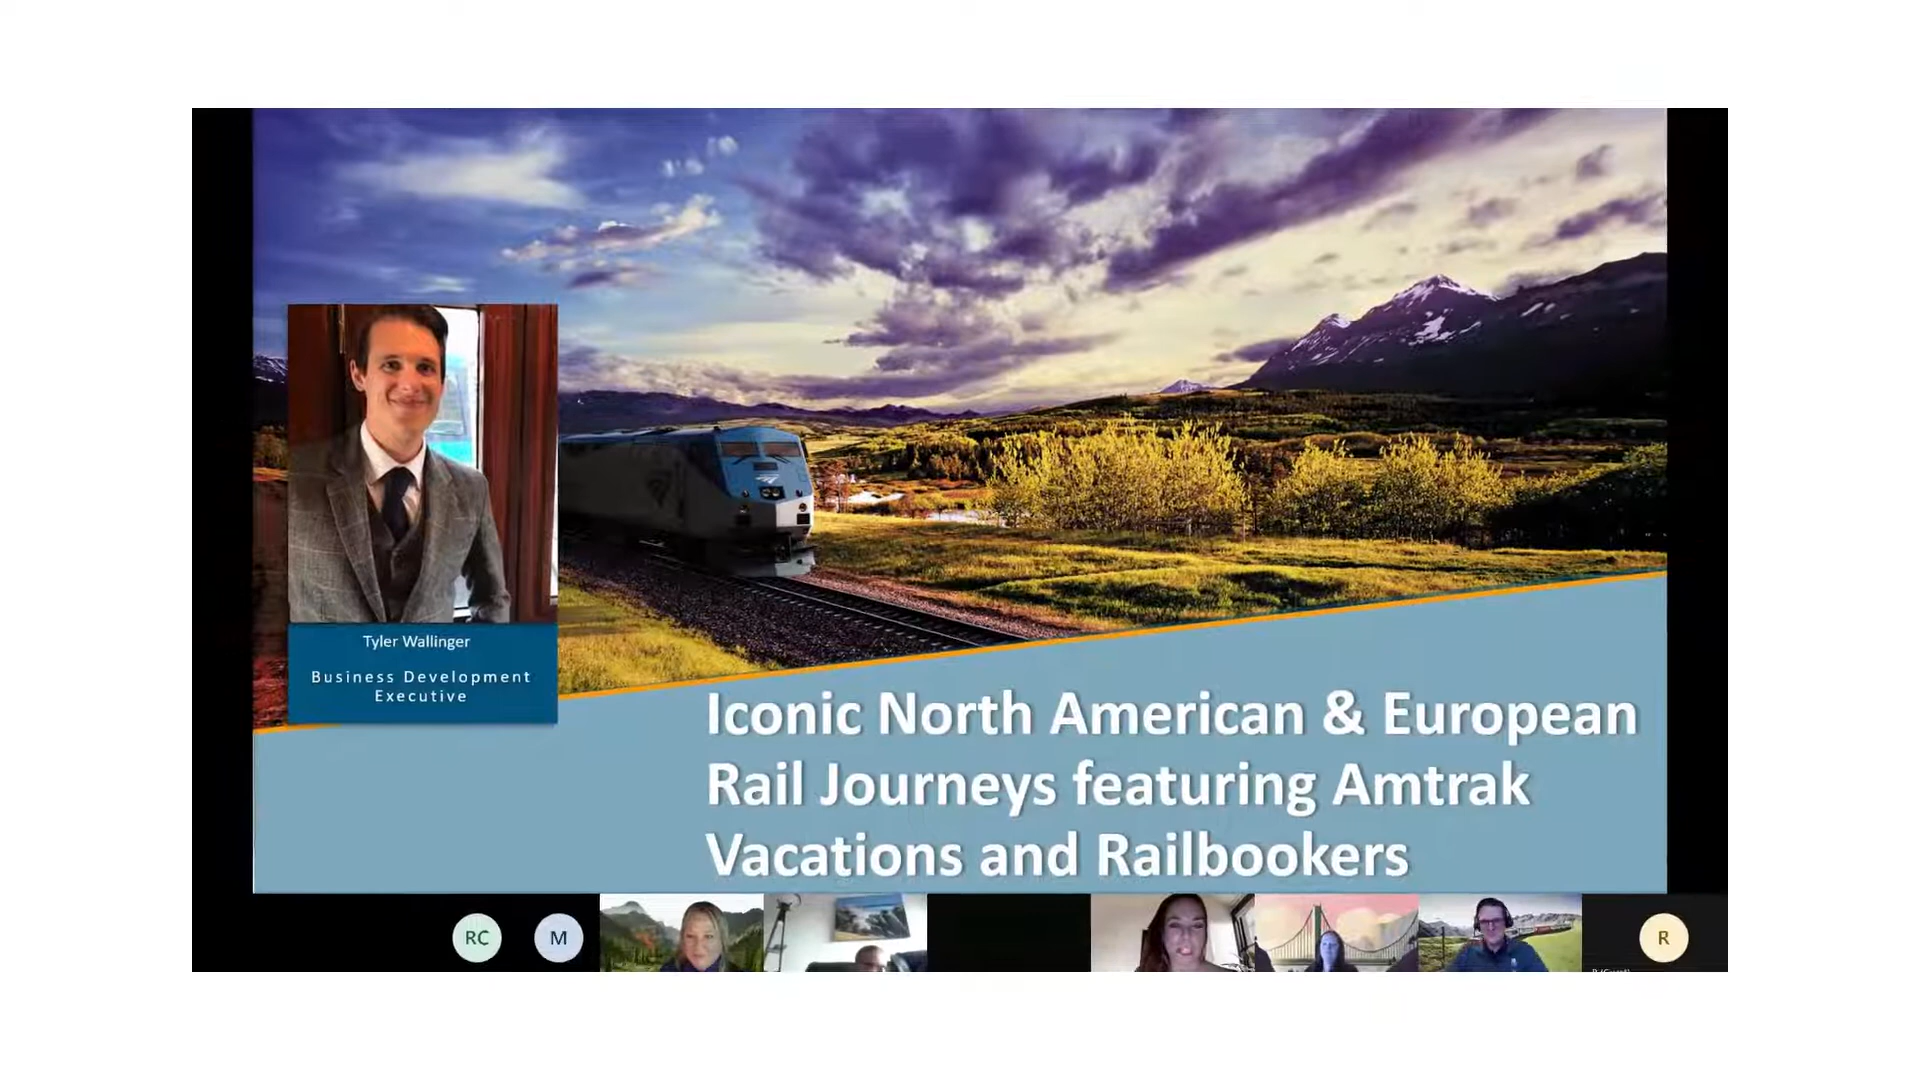 Tyler Wallinger
Business Development
Executive
Iconic North American & European
Rail Journeys featuring Amtrak
Vacations and Railbookers
RC
M
R